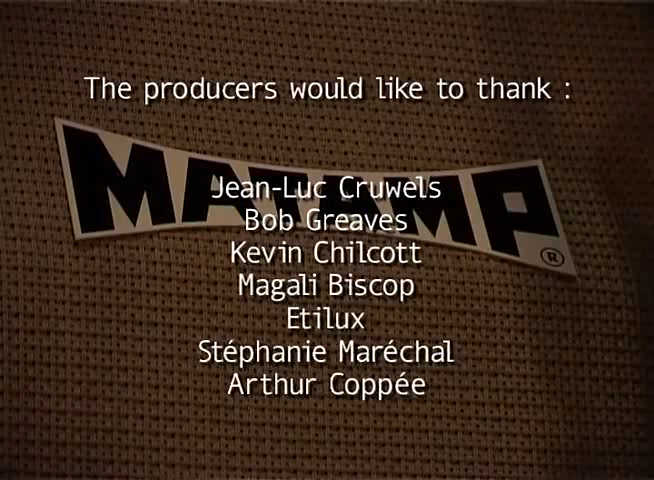 The producers would like to thank :
MATAMP
®
Jean-Luc Cruwels
Bob Greaves
Kevin Chilcott
Magali Biscop
Etilux
Stéphanie Maréchal
Arthur Coppée